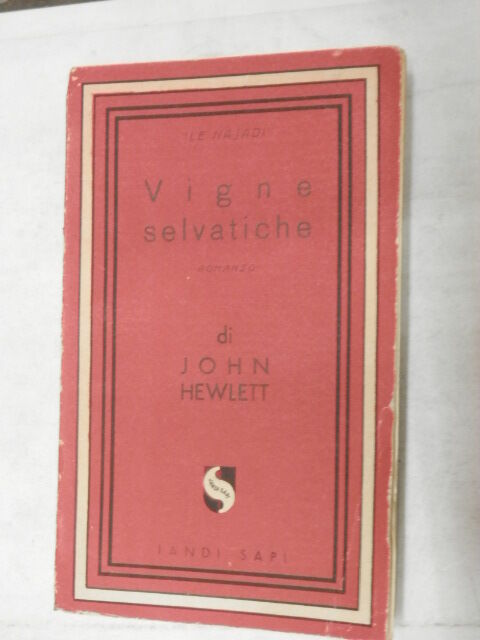 "LE NAJADI"
Vigne
selvatiche
ROMANZO
di
JOHN
HEWLETT
IANDI SAPI